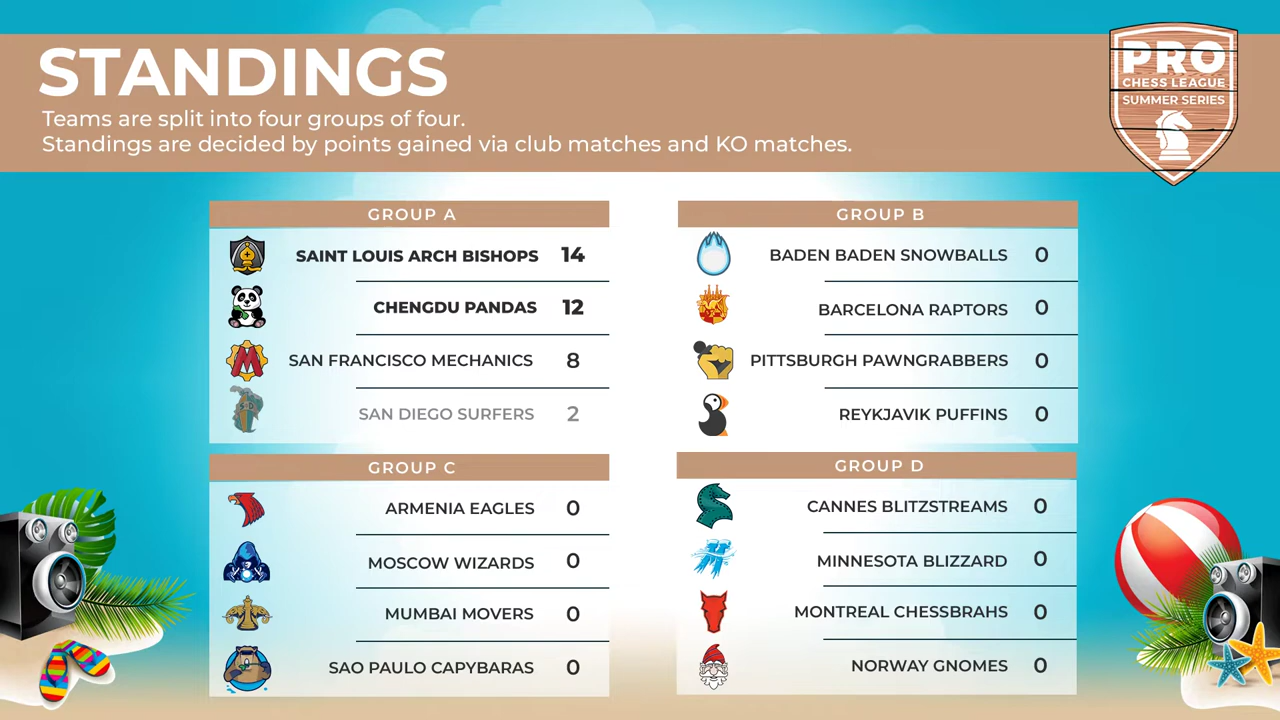 STANDINGS
Teams are split into four groups of four.
Standings are decided by points gained via club matches and KO matches.
PRO
CHESS LEAGUE
SUMMER SERIES
GROUP A
SAINT LOUIS ARCH BISHOPS 14
CHENGDU PANDAS 12
SAN FRANCISCO MECHANICS 8
SAN DIEGO SURFERS 2
GROUP B
BADEN BADEN SNOWBALLS 0
BARCELONA RAPTORS 0
PITTSBURGH PAWNGRABBERS 0
REYKJAVIK PUFFINS 0
GROUP C
ARMENIA EAGLES 0
MOSCOW WIZARDS 0
MUMBAI MOVERS 0
SAO PAULO CAPYBARAS 0
GROUP D
CANNES BLITZSTREAMS 0
MINNESOTA BLIZZARD 0
MONTREAL CHESSBRAHS 0
NORWAY GNOMES 0